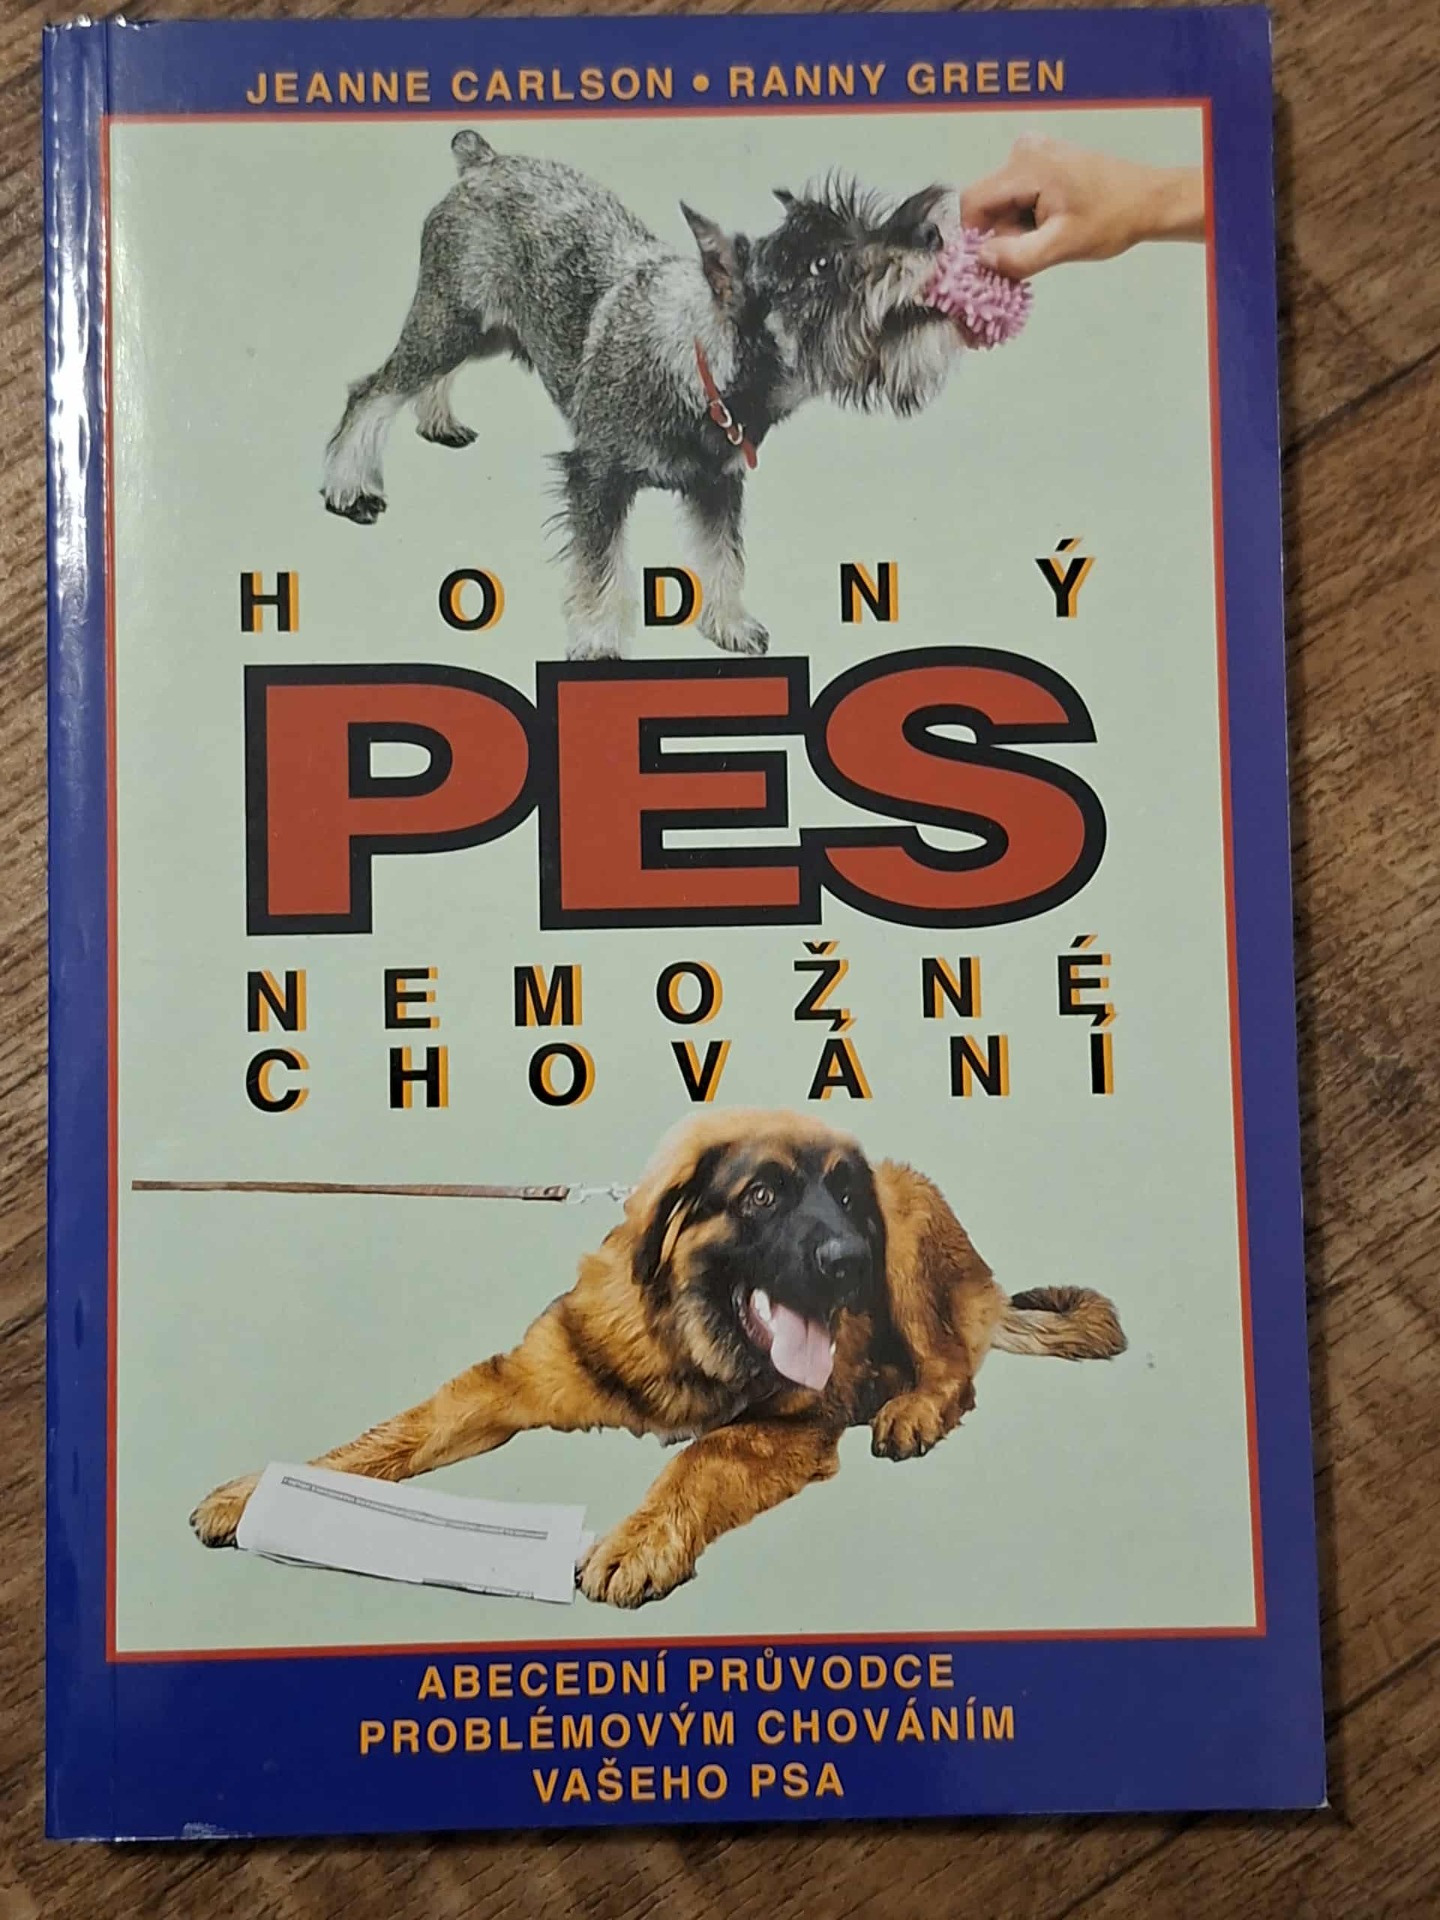 JEANNE CARLSON • RANNY GREEN
HODNÝ
PES
NEMOŽNÉ
CHOVÁNÍ
ABECEDNÍ PRŮVODCE
PROBLÉMOVÝM CHOVÁNÍM
VAŠEHO PSA